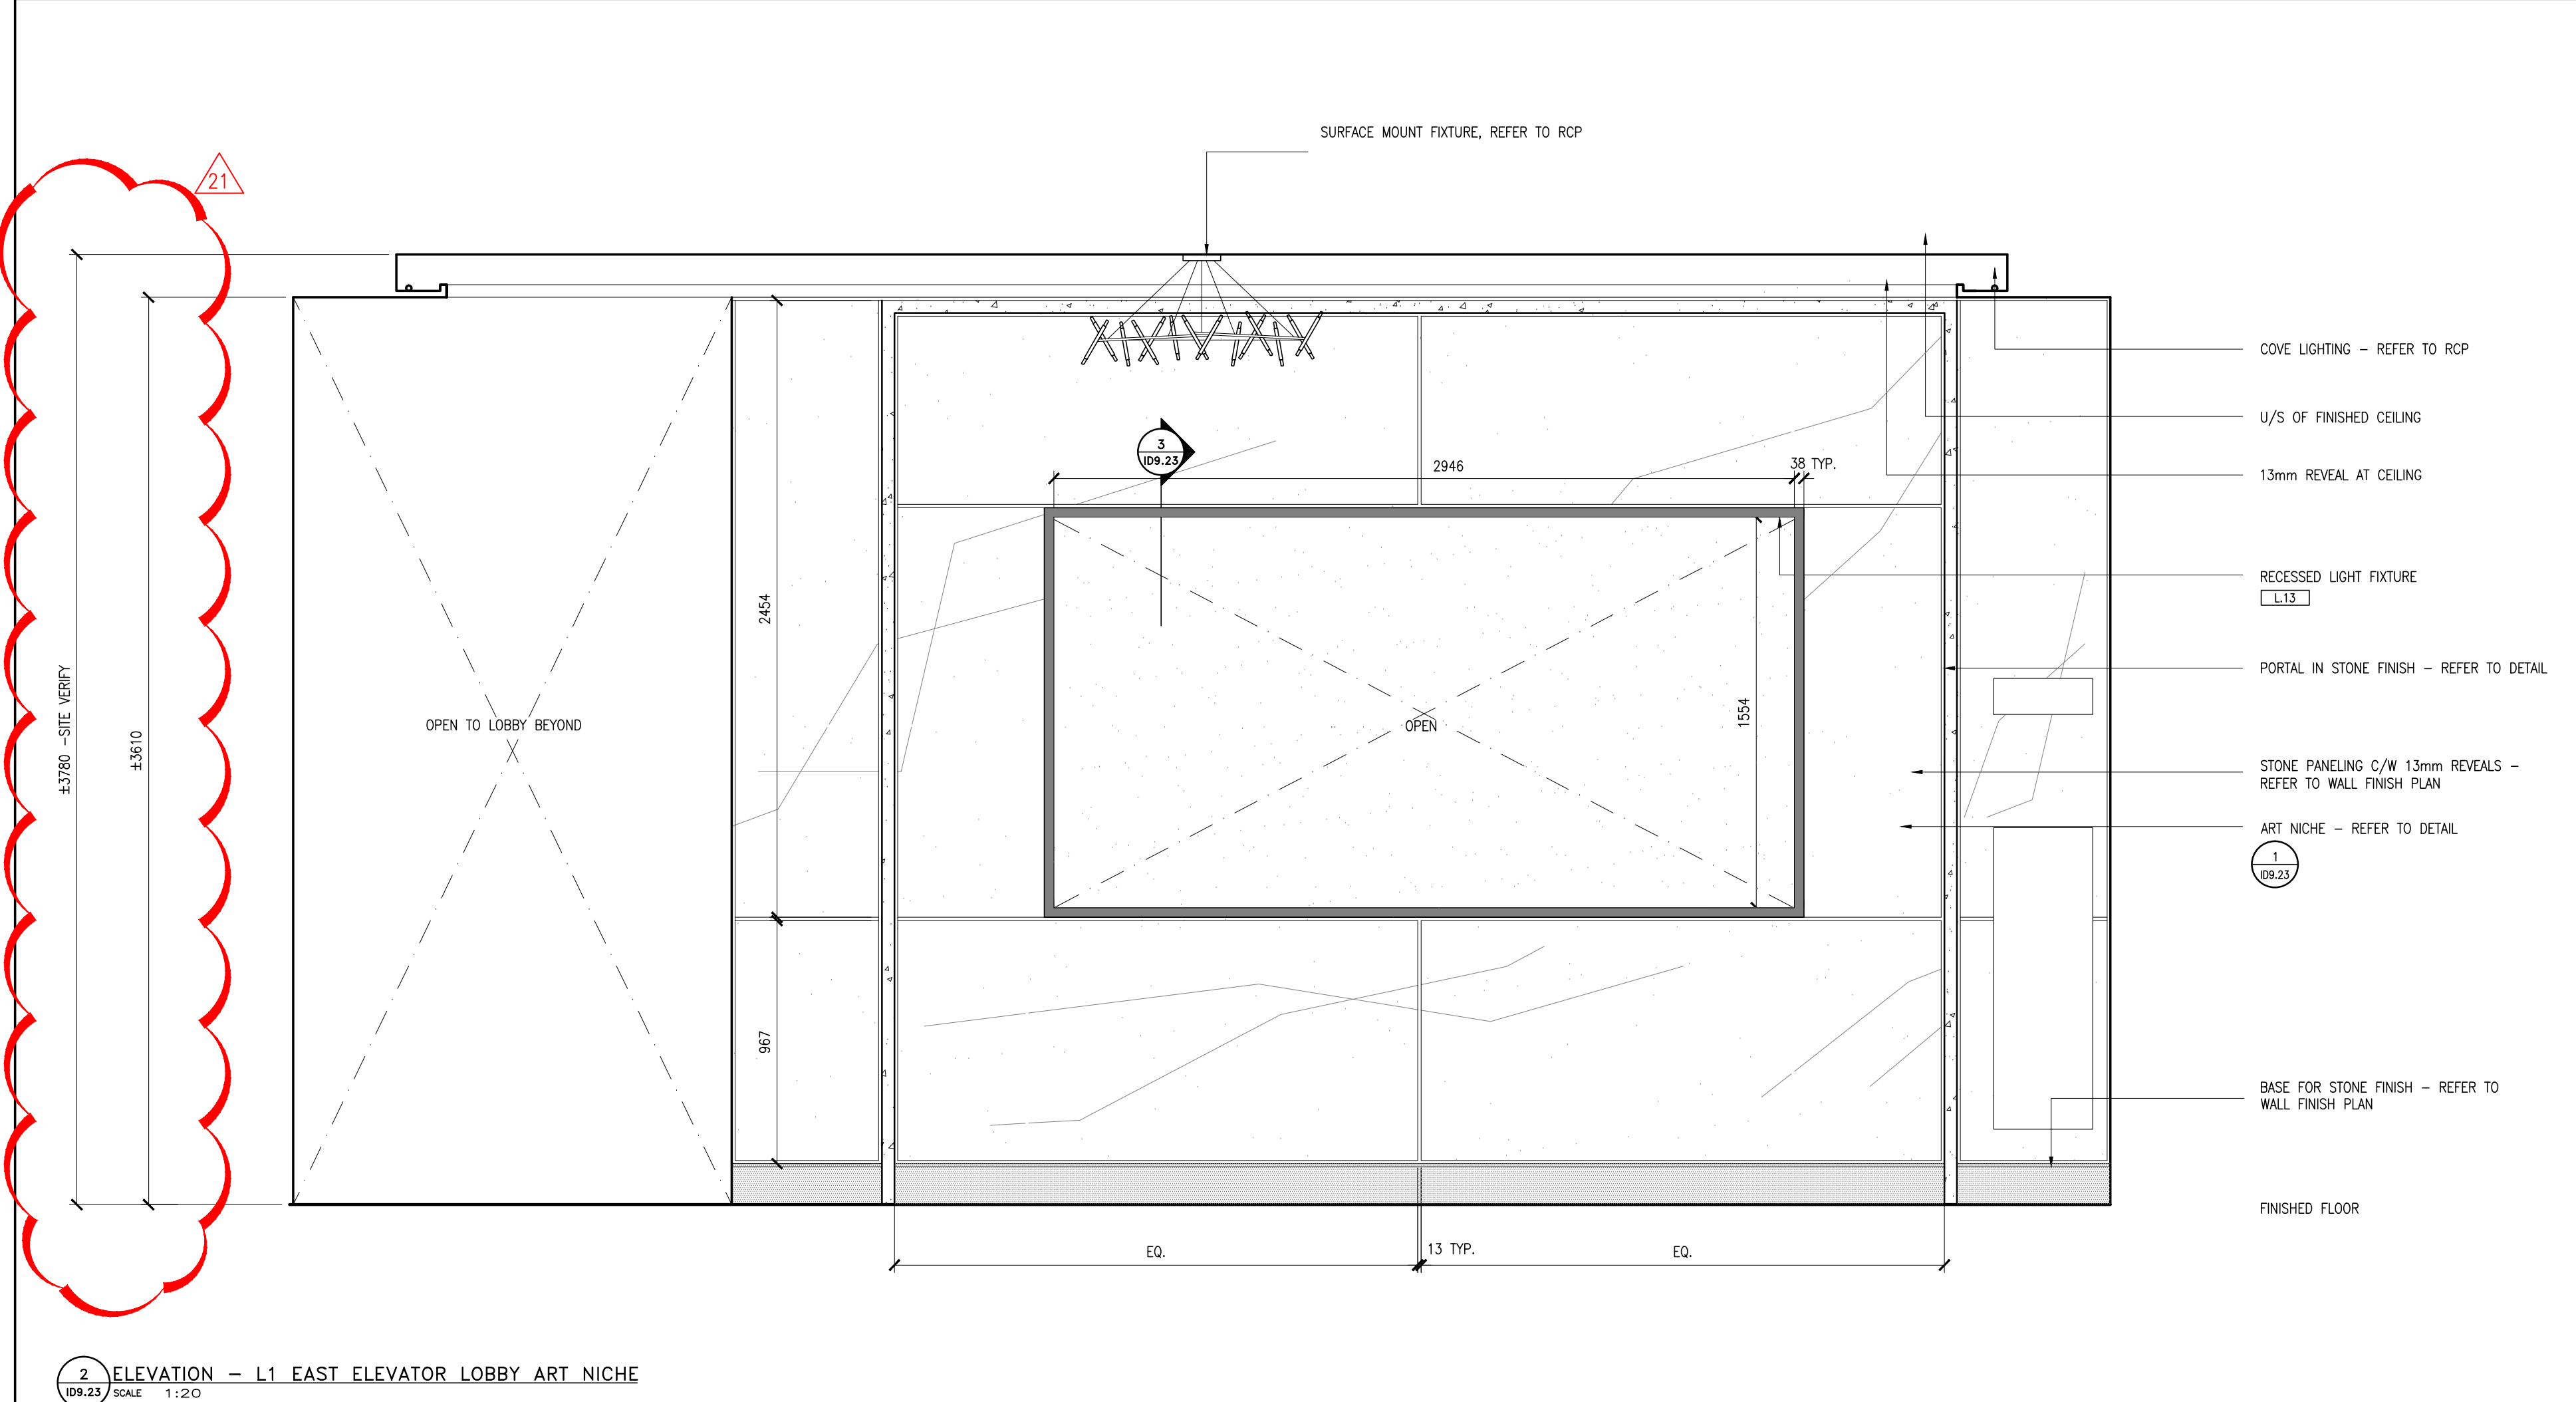 SURFACE MOUNT FIXTURE, REFER TO RCP
21
COVE LIGHTING – REFER TO RCP
U/S OF FINISHED CEILING
3
ID9.23
2946
38 TYP.
13mm REVEAL AT CEILING
RECESSED LIGHT FIXTURE
L.13
2454
±3780 –SITE VERIFY
±3610
OPEN TO LOBBY BEYOND
OPEN
1554
PORTAL IN STONE FINISH – REFER TO DETAIL
STONE PANELING C/W 13mm REVEALS –
REFER TO WALL FINISH PLAN
ART NICHE – REFER TO DETAIL
1
ID9.23
967
BASE FOR STONE FINISH – REFER TO
WALL FINISH PLAN
FINISHED FLOOR
EQ.
13 TYP.
EQ.
2
ID9.23
ELEVATION – L1 EAST ELEVATOR LOBBY ART NICHE
SCALE 1:20